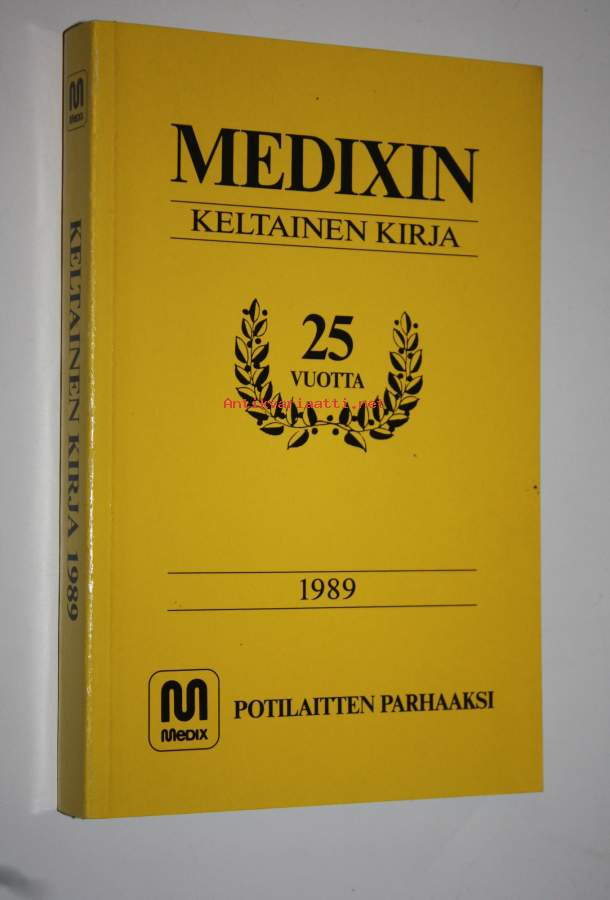 MEDIX
KELTAINEN KIRJA 1989
MEDIXIN
KELTAINEN KIRJA
25
VUOTTA
Antikvariaatti.net
1989
MEDIX
POTILAITTEN PARHAAKSI